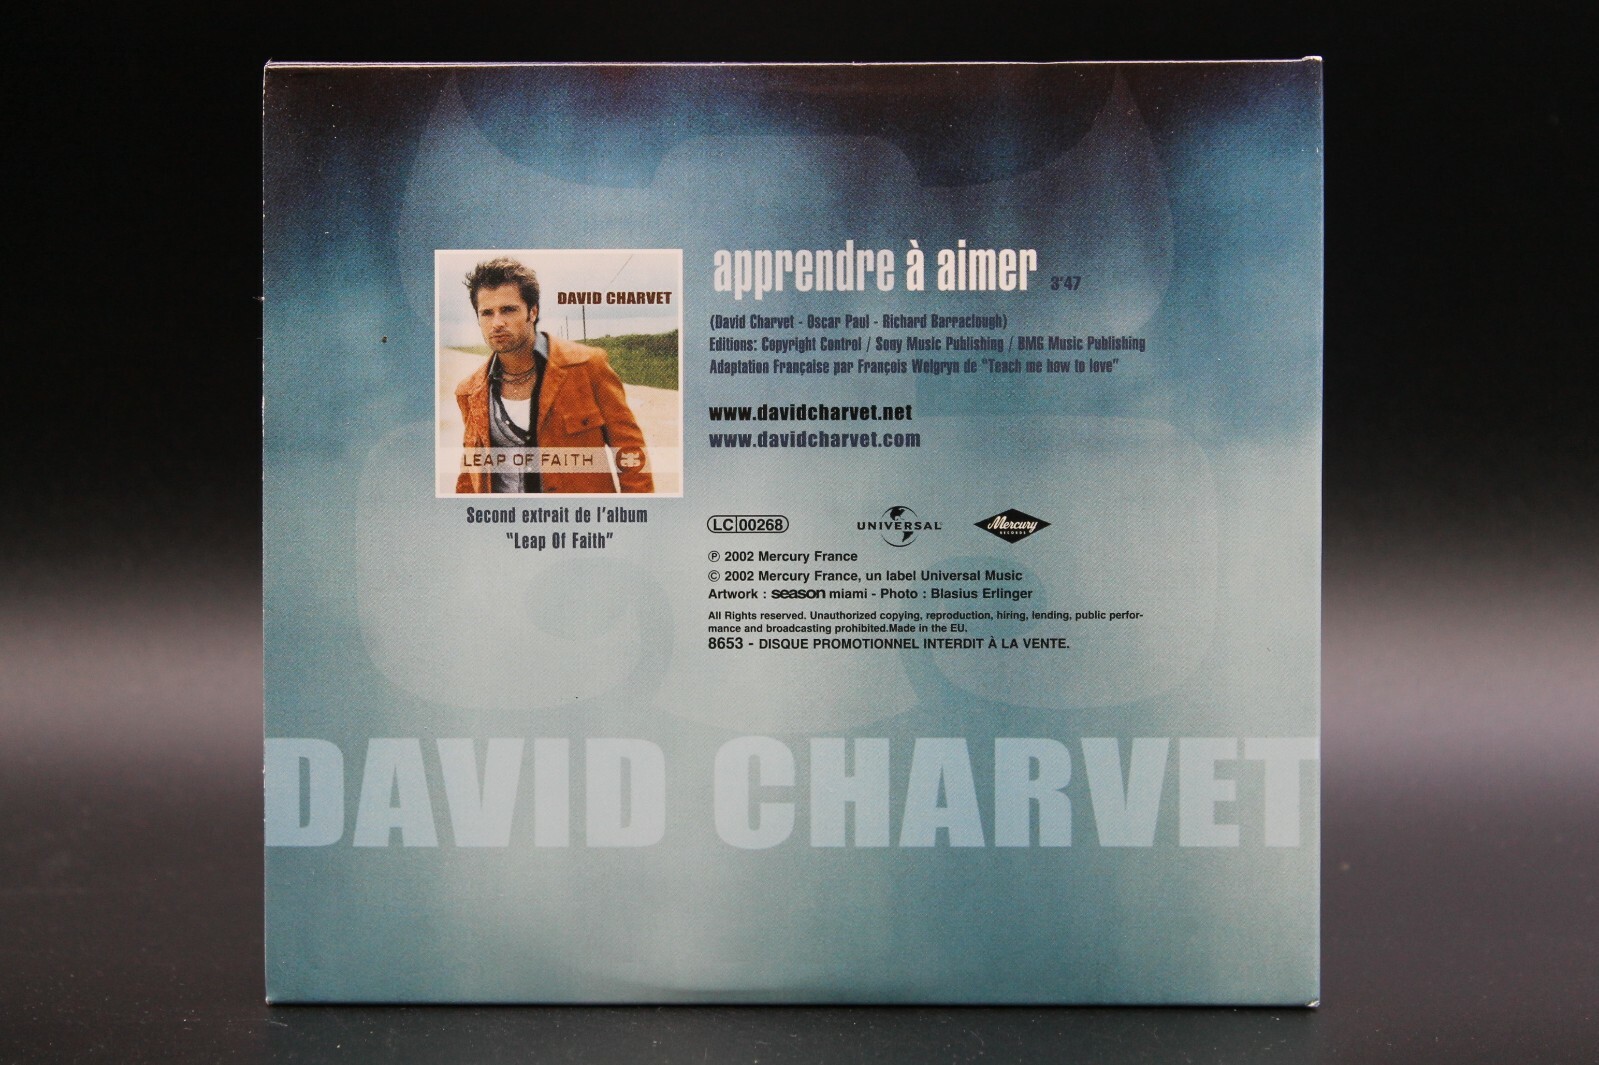 DAVID CHARVET
LEAP OF FAITH
Second extrait de l'album
"Leap Of Faith"
apprendre à aimer 3'47
(David Charvet - Oscar Paul - Richard Barraclough)
Editions: Copyright Control / Sony Music Publishing / BMG Music Publishing
Adaptation Française par François Welgryn de "Teach me how to love"
www.davidcharvet.net
www.davidcharvet.com
LC 00268 UNIVERSAL Mercury RECORDS
℗ 2002 Mercury France
© 2002 Mercury France, un label Universal Music
Artwork : season miami - Photo : Blasius Erlinger
All Rights reserved. Unauthorized copying, reproduction, hiring, lending, public perfor-
mance and broadcasting prohibited.Made in the EU.
8653 - DISQUE PROMOTIONNEL INTERDIT À LA VENTE.
DAVID CHARVET